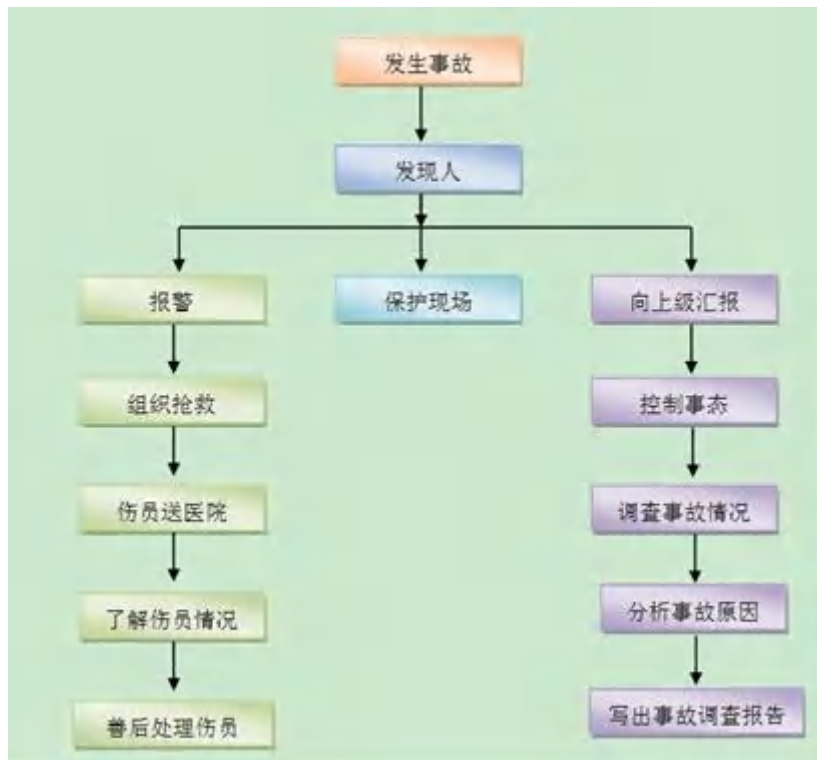 发生事故
发现人
报警
保护现场
向上级汇报
组织抢救
控制事态
伤员送医院
调查事故情况
了解伤员情况
分析事故原因
善后处理伤员
写出事故调查报告